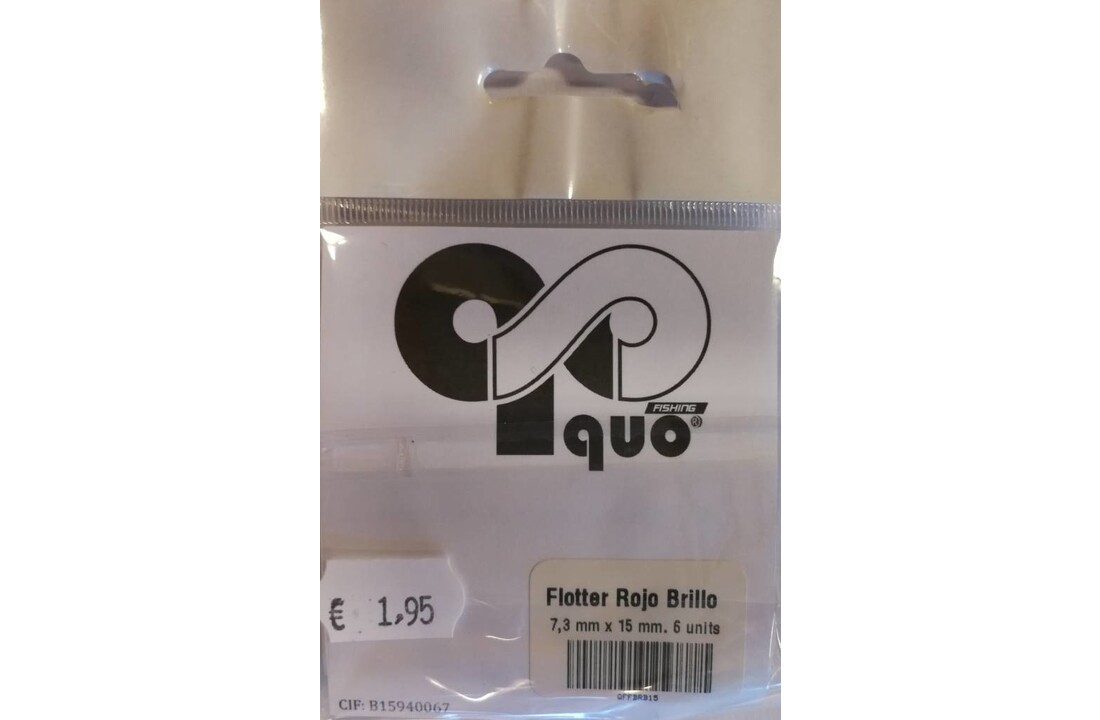 FISHING
quo®
€ 1,95
Flotter Rojo Brillo
7,3 mm x 15 mm. 6 units
CIF: B15940067